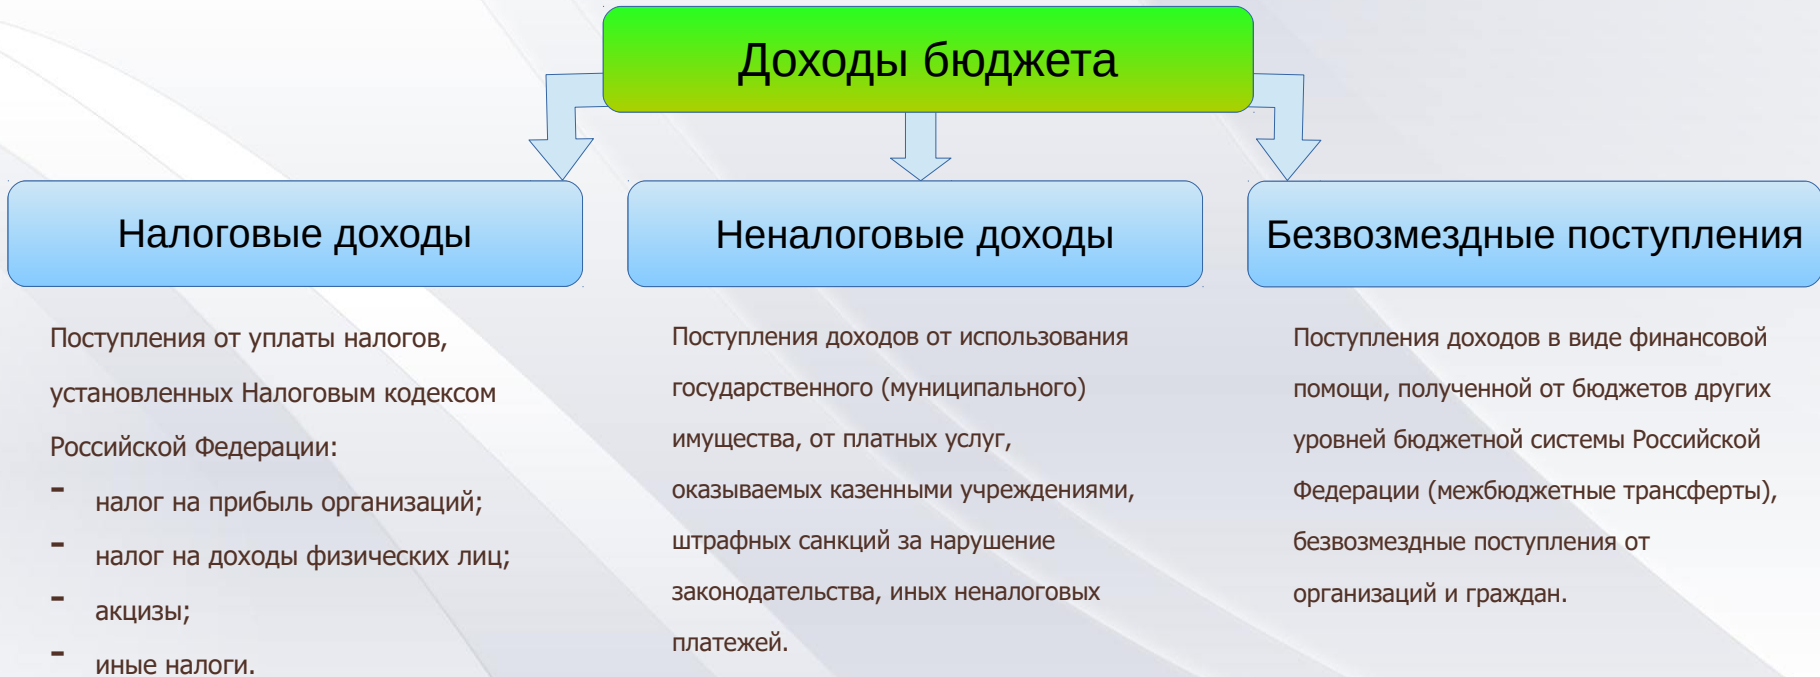 Доходы бюджета
Налоговые доходы
Неналоговые доходы
Безвозмездные поступления
Поступления от уплаты налогов,
установленных Налоговым кодексом
Российской Федерации:
- налог на прибыль организаций;
- налог на доходы физических лиц;
- акцизы;
- иные налоги.
Поступления доходов от использования
государственного (муниципального)
имущества, от платных услуг,
оказываемых казенными учреждениями,
штрафных санкций за нарушение
законодательства, иных неналоговых
платежей.
Поступления доходов в виде финансовой
помощи, полученной от бюджетов других
уровней бюджетной системы Российской
Федерации (межбюджетные трансферты),
безвозмездные поступления от
организаций и граждан.